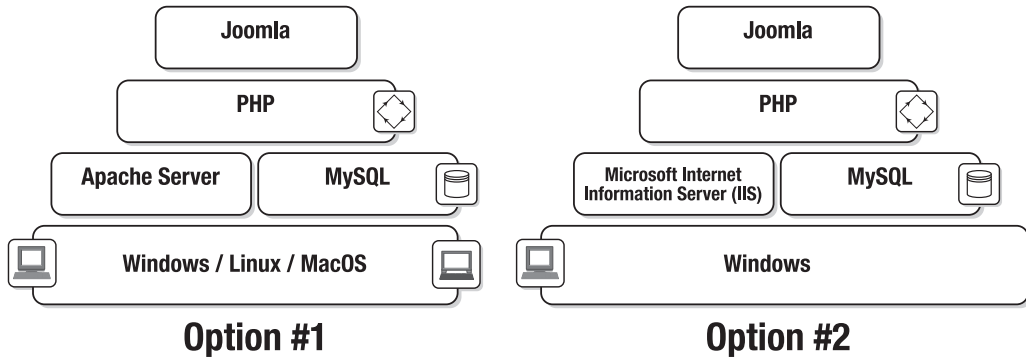 Joomla
PHP
Apache Server
MySQL
Windows / Linux / MacOS
Option #1
Joomla
PHP
Microsoft Internet
Information Server (IIS)
MySQL
Windows
Option #2